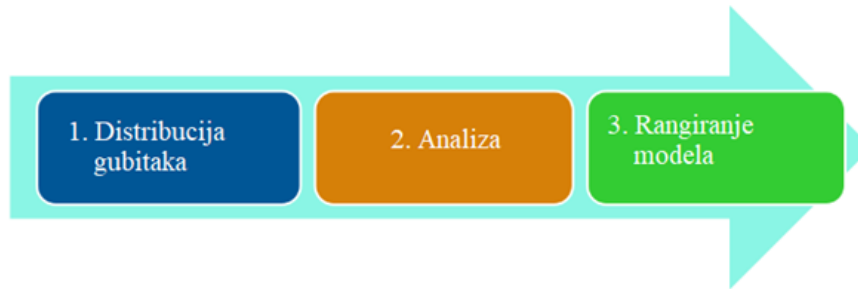 1. Distribucija
gubitaka
2. Analiza
3. Rangiranje
modela